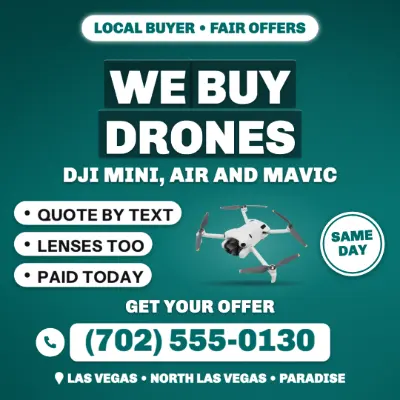 LOCAL BUYER • FAIR OFFERS
WE BUY
DRONES
DJI MINI, AIR AND MAVIC
• QUOTE BY TEXT
• LENSES TOO
• PAID TODAY
SAME
DAY
GET YOUR OFFER
(702) 555-0130
LAS VEGAS • NORTH LAS VEGAS • PARADISE